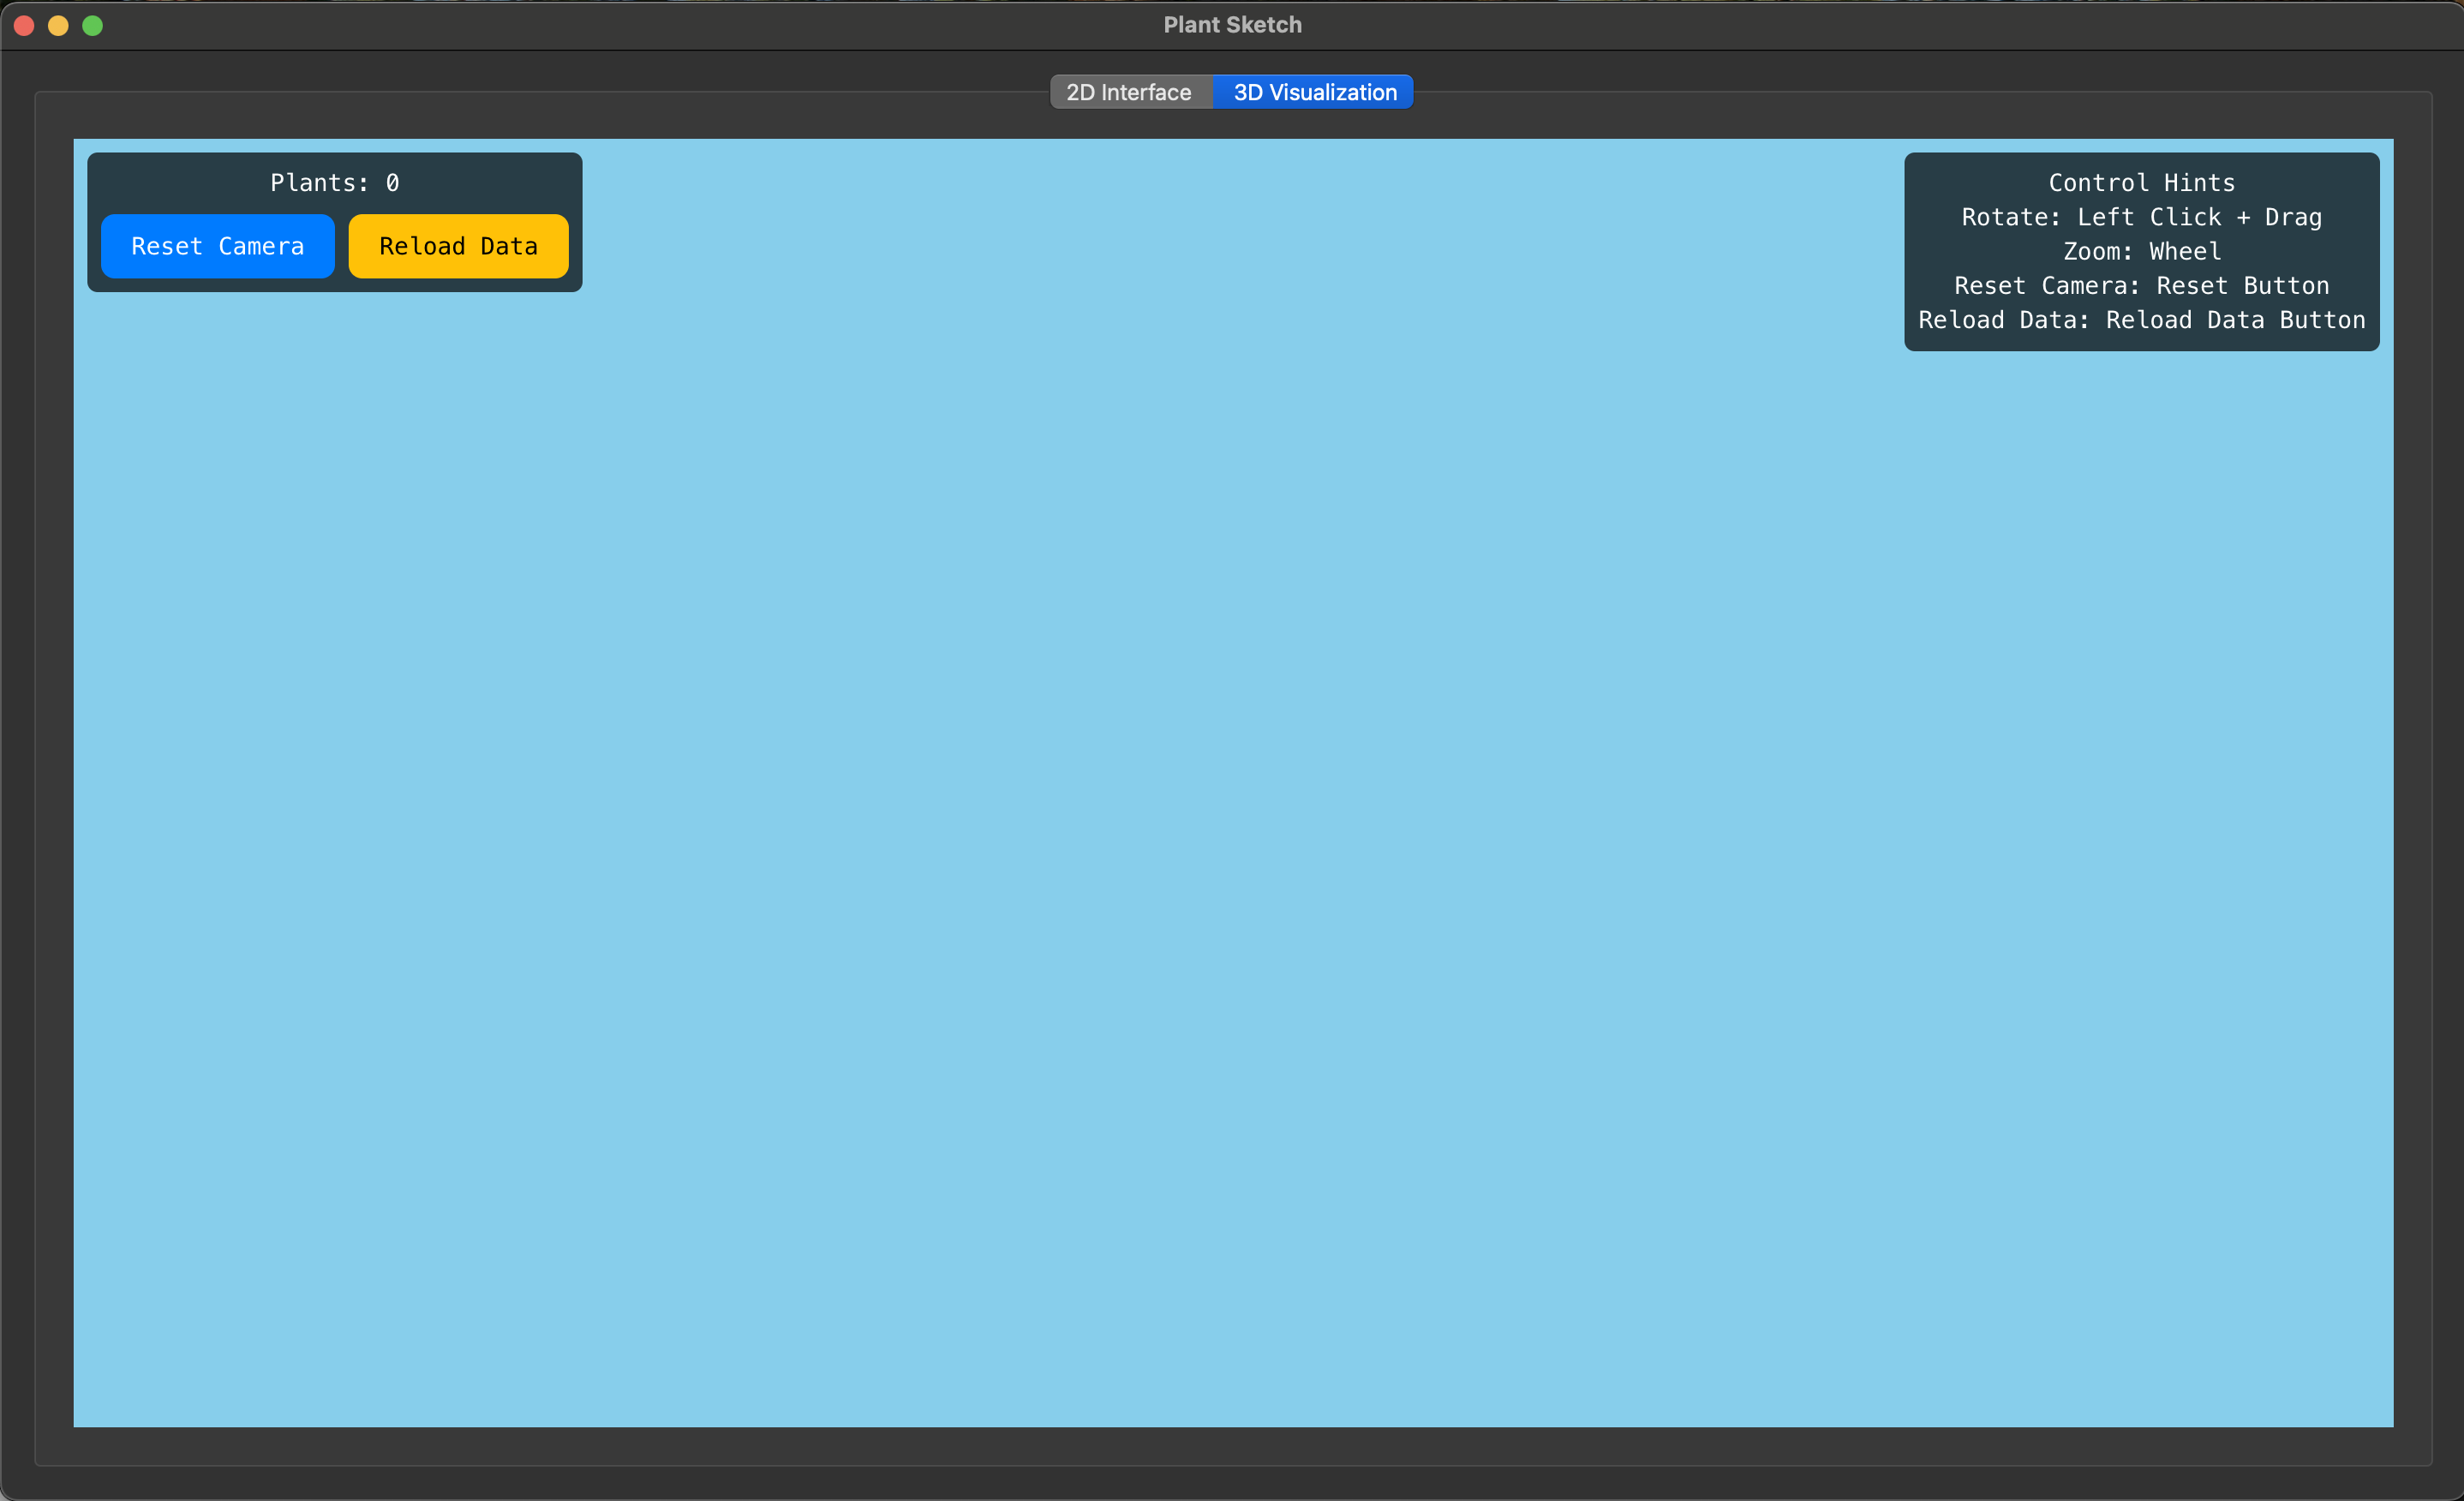 Plant Sketch
2D Interface
3D Visualization
Plants: 0
Reset Camera
Reload Data
Control Hints
Rotate: Left Click + Drag
Zoom: Wheel
Reset Camera: Reset Button
Reload Data: Reload Data Button